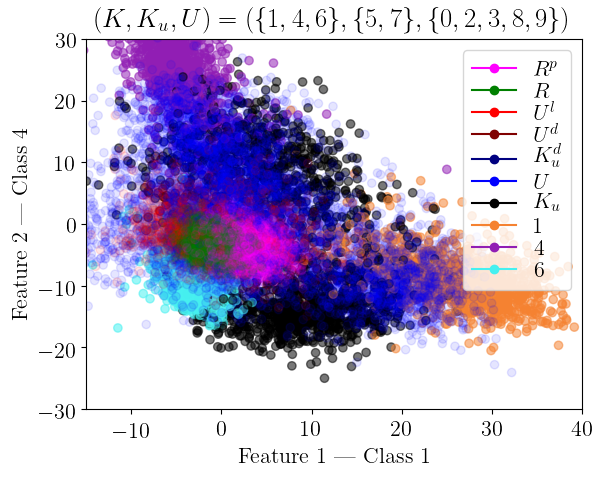 (K, K_u, U) = ({1, 4, 6}, {5, 7}, {0, 2, 3, 8, 9})
30
20
10
0
−10
−20
−30
Feature 2 — Class 4
R^p
R
U^l
U^d
K_u^d
U
K_u
1
4
6
−10
0
10
20
30
40
Feature 1 — Class 1